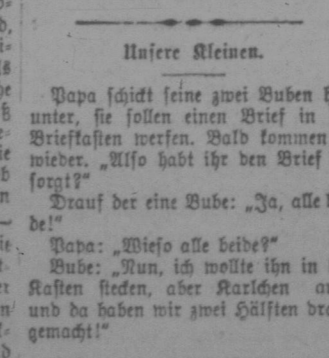 Unsere Kleinen.
Papa schickt seine zwei Buben
unter, sie sollen einen Brief in
Briefkasten werfen. Bald kommen
wieder. „Also habt ihr den Brief
sorgt?"
Drauf der eine Bube: „Ja, alle
de!"
Papa: „Wieso alle beide?"
Bube: „Nun, ich wollte ihn in
Kasten stecken, aber Karlchen
und da haben wir zwei Hälften
gemacht!"